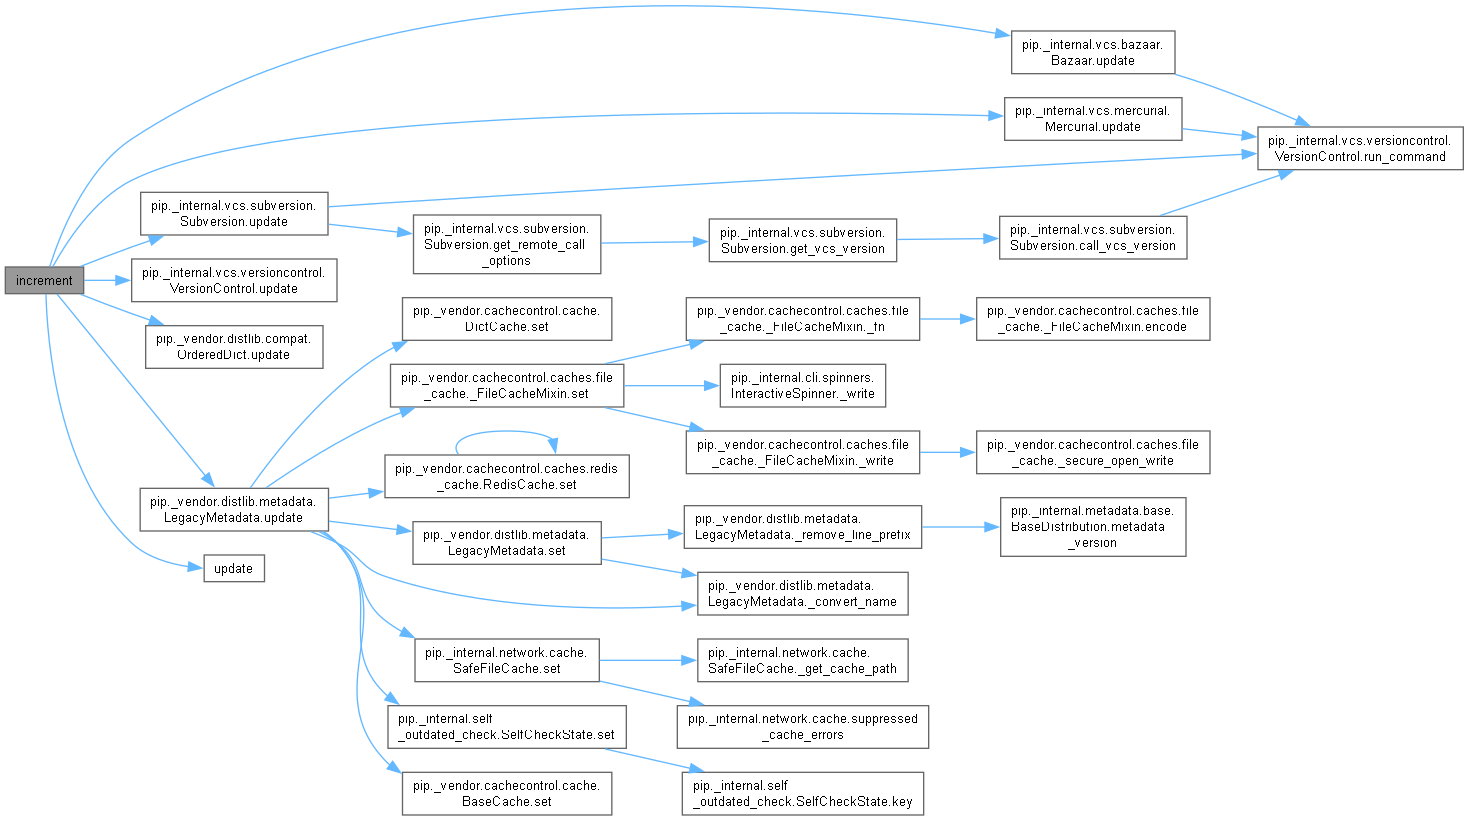 increment
pip._internal.vcs.bazaar.
Bazaar.update
pip._internal.vcs.mercurial.
Mercurial.update
pip._internal.vcs.versioncontrol.
VersionControl.run_command
pip._internal.vcs.subversion.
Subversion.update
pip._internal.vcs.subversion.
Subversion.get_remote_call
_options
pip._internal.vcs.subversion.
Subversion.get_vcs_version
pip._internal.vcs.subversion.
Subversion.call_vcs_version
pip._internal.vcs.versioncontrol.
VersionControl.update
pip._vendor.distlib.compat.
OrderedDict.update
pip._vendor.cachecontrol.cache.
DictCache.set
pip._vendor.cachecontrol.caches.file
_cache._FileCacheMixin.set
pip._vendor.cachecontrol.caches.file
_cache._FileCacheMixin._fn
pip._vendor.cachecontrol.caches.file
_cache._FileCacheMixin.encode
pip._internal.cli.spinners.
InteractiveSpinner._write
pip._vendor.cachecontrol.caches.file
_cache._FileCacheMixin._write
pip._vendor.cachecontrol.caches.file
_cache._secure_open_write
pip._vendor.cachecontrol.caches.redis
_cache.RedisCache.set
pip._vendor.distlib.metadata.
LegacyMetadata.update
pip._vendor.distlib.metadata.
LegacyMetadata.set
pip._vendor.distlib.metadata.
LegacyMetadata._remove_line_prefix
pip._internal.metadata.base.
BaseDistribution.metadata
_version
pip._vendor.distlib.metadata.
LegacyMetadata._convert_name
update
pip._internal.network.cache.
SafeFileCache.set
pip._internal.network.cache.
SafeFileCache._get_cache_path
pip._internal.network.cache.suppressed
_cache_errors
pip._internal.self
_outdated_check.SelfCheckState.set
pip._internal.self
_outdated_check.SelfCheckState.key
pip._vendor.cachecontrol.cache.
BaseCache.set